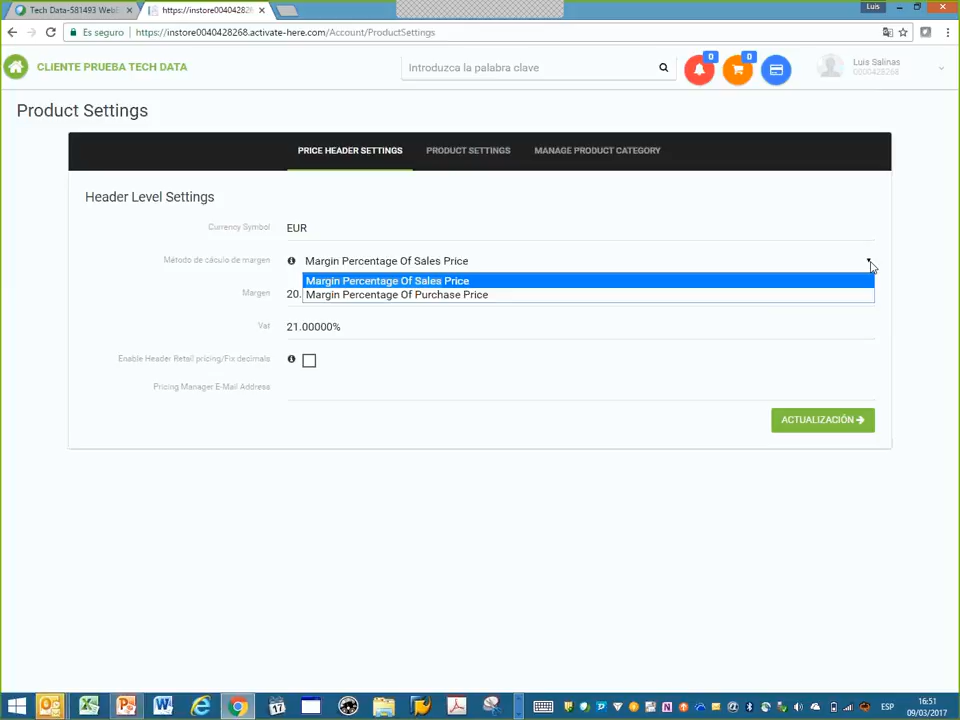 Tech Data-581493 Web
https://instore004042826
Luis
Es seguro | https://instore0040428268.activate-here.com/Account/ProductSettings
CLIENTE PRUEBA TECH DATA
Introduzca la palabra clave
0
0
Luis Salinas
0000428268
Product Settings
PRICE HEADER SETTINGS
PRODUCT SETTINGS
MANAGE PRODUCT CATEGORY
Header Level Settings
Currency Symbol
EUR
Método de cáculo de margen
Margin Percentage Of Sales Price
Margin Percentage Of Sales Price
Margen
20.
Margin Percentage Of Purchase Price
Vat
21.00000%
Enable Header Retail pricing/Fix decimals
Pricing Manager E-Mail Address
ACTUALIZACIÓN
ESP
16:51
09/03/2017